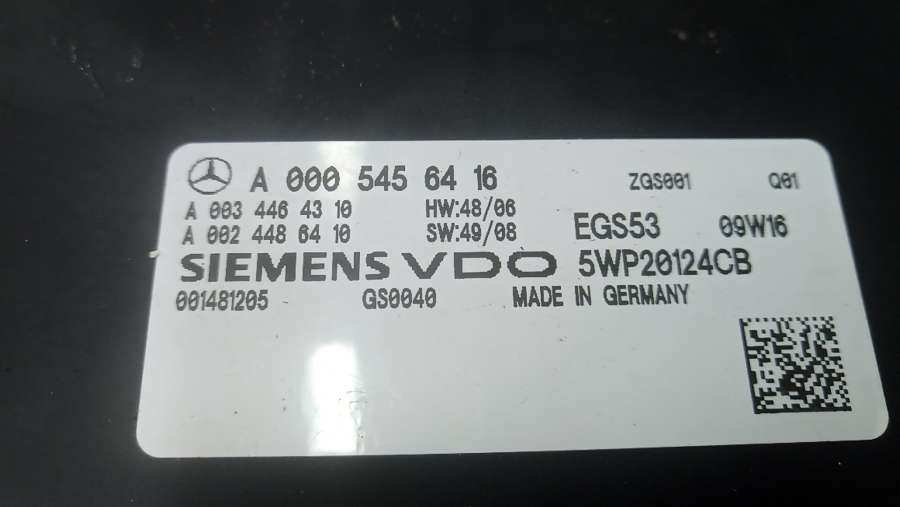 A 000 545 64 16 ZGS001 Q01
A 003 446 43 10 HW:48/06
A 002 448 64 10 SW:49/08 EGS53 09W16
SIEMENS VDO 5WP20124CB
001481205 GS0040 MADE IN GERMANY